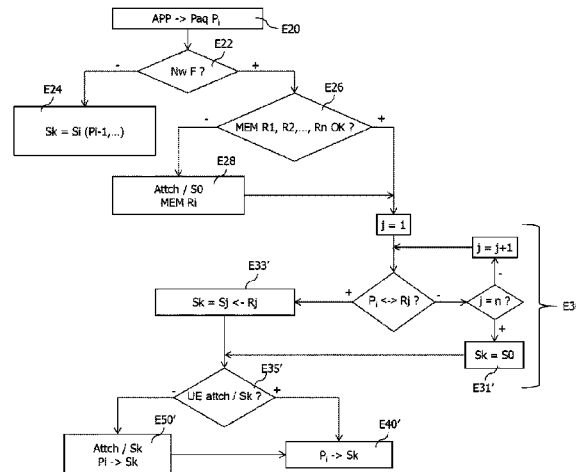 APP -> Paq Pi
E20
E22
Nw F ?
-
+
E24
Sk = Si (Pi-1,...)
E26
MEM R1, R2,..., Rn OK ?
-
+
E28
Attch / S0
MEM Ri
j = 1
j = j+1
E33'
Sk = Sj <- Rj
+
Pi <-> Rj ?
-
-
j = n ?
+
Sk = S0
E31'
E35'
UE attch / Sk ?
-
+
E50'
Attch / Sk
Pi -> Sk
E40'
Pi -> Sk